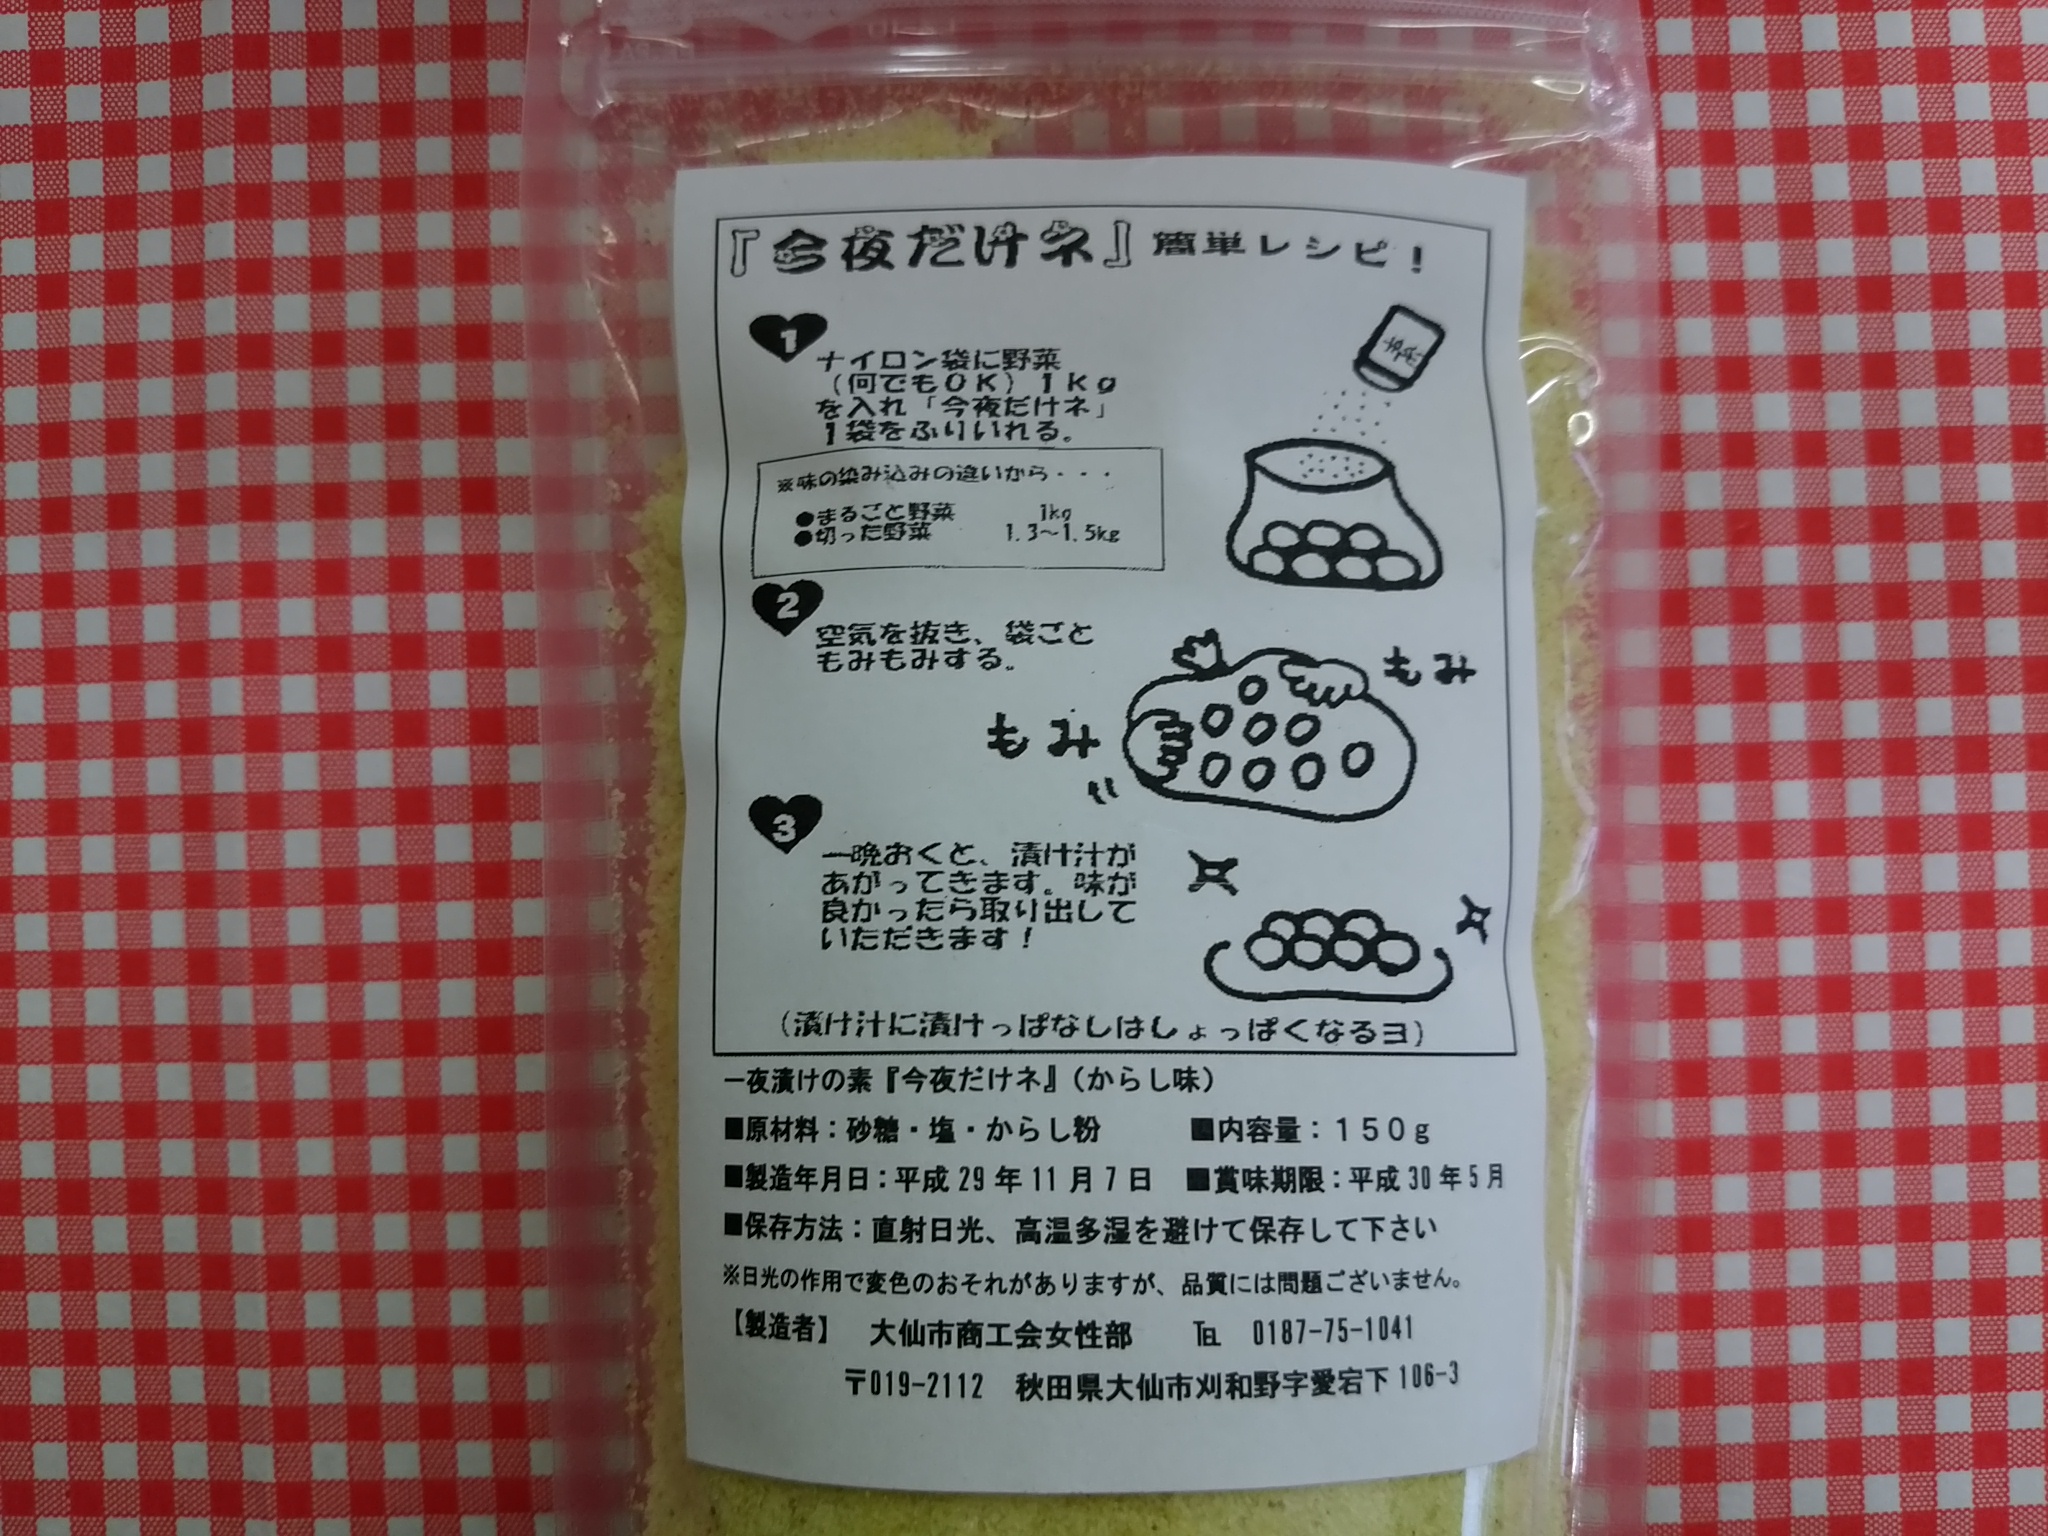 『今夜だけネ』簡単レシピ！
1
ナイロン袋に野菜
（何でもＯＫ）１ｋｇ
を入れ「今夜だけネ」
１袋をふりいれる。
素
※味の染み込みの違いから・・・
●まるごと野菜 1kg
●切った野菜 1.3～1.5kg
2
空気を抜き、袋ごと
もみもみする。
もみ
もみ
3
一晩おくと、漬け汁が
あがってきます。味が
良かったら取り出して
いただきます！
（漬け汁に漬けっぱなしはしょっぱくなるヨ）
一夜漬けの素『今夜だけネ』（からし味）
■原材料：砂糖・塩・からし粉 ■内容量：１５０ｇ
■製造年月日：平成 29 年 11 月 7 日 ■賞味期限：平成 30 年 5 月
■保存方法：直射日光、高温多湿を避けて保存して下さい
※日光の作用で変色のおそれがありますが、品質には問題ございません。
【製造者】 大仙市商工会女性部 ℡ 0187-75-1041
〒019-2112 秋田県大仙市刈和野字愛宕下 106-3